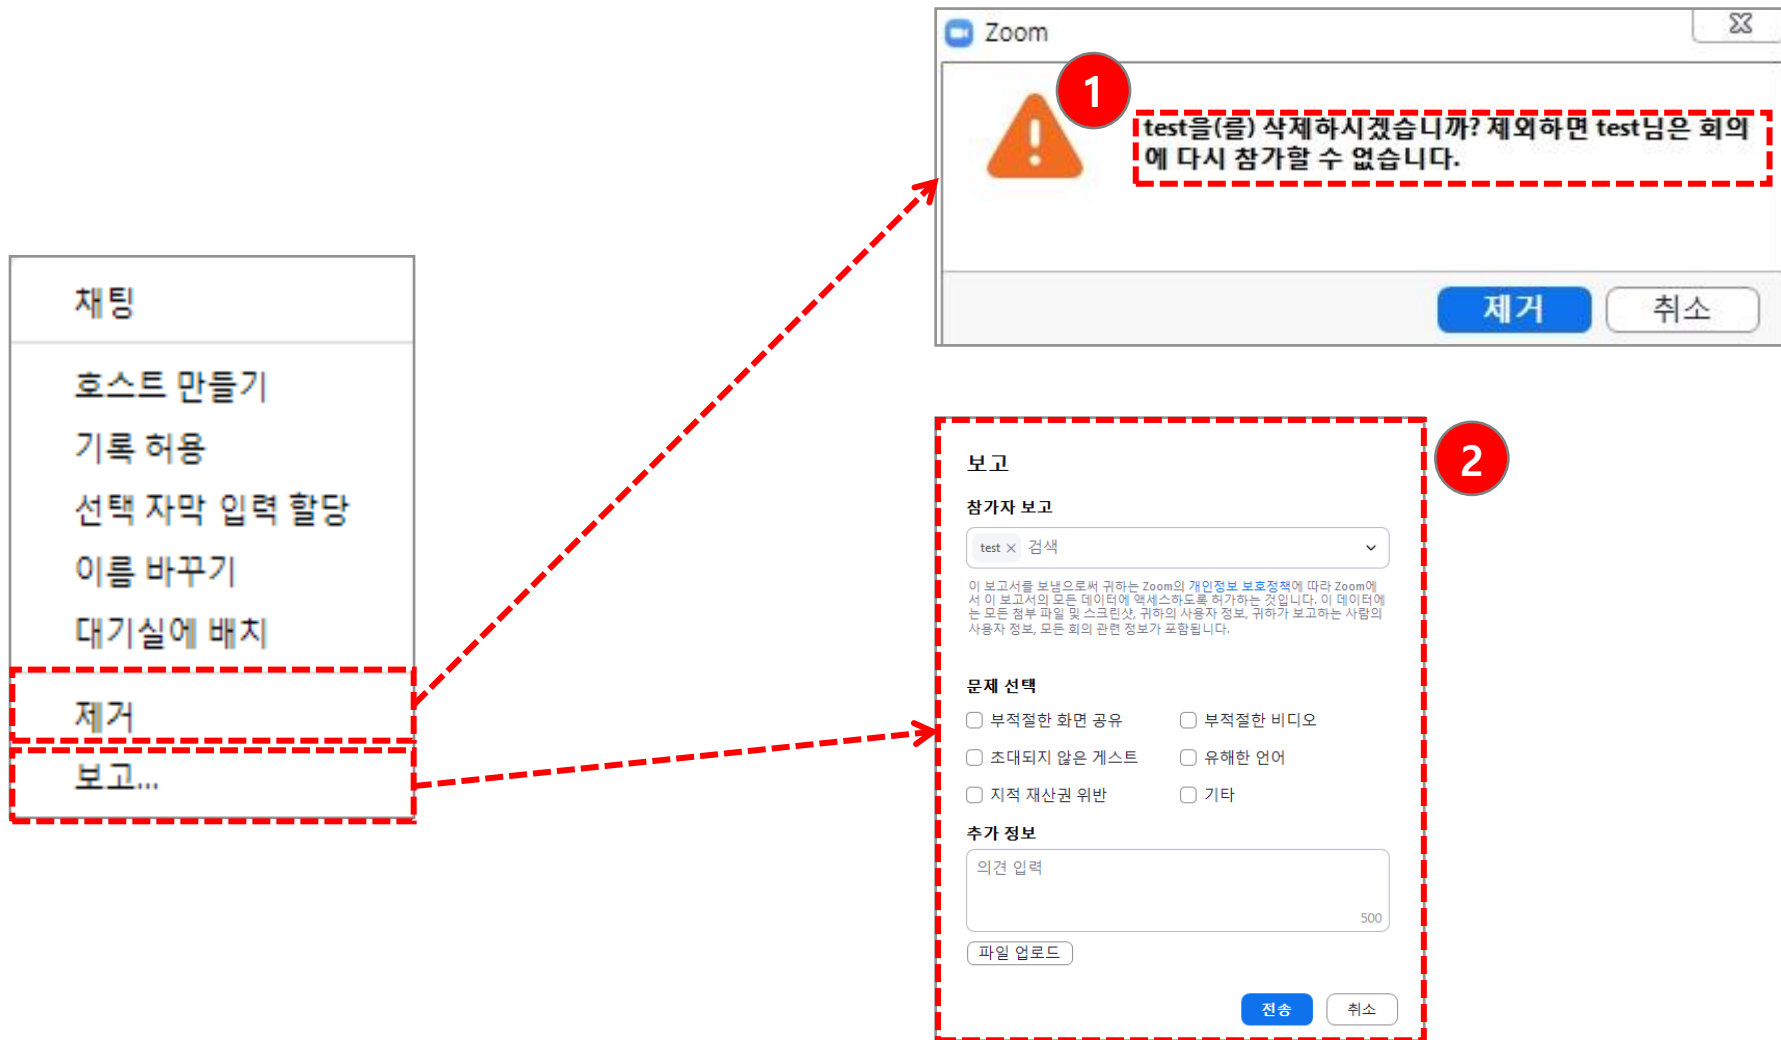 채팅
호스트 만들기
기록 허용
선택 자막 입력 할당
이름 바꾸기
대기실에 배치
제거
보고...
Zoom
1
test을(를) 삭제하시겠습니까? 제외하면 test님은 회의
에 다시 참가할 수 없습니다.
제거 취소
2
보고
참가자 보고
test × 검색
이 보고서를 보냄으로써 귀하는 Zoom의 개인정보 보호정책에 따라 Zoom에
서 이 보고서의 모든 데이터에 액세스하도록 허가하는 것입니다. 이 데이터에
는 모든 첨부 파일 및 스크린샷, 귀하의 사용자 정보, 귀하가 보고하는 사람의
사용자 정보, 모든 회의 관련 정보가 포함됩니다.
문제 선택
부적절한 화면 공유 부적절한 비디오
초대되지 않은 게스트 유해한 언어
지적 재산권 위반 기타
추가 정보
의견 입력
500
파일 업로드
전송 취소